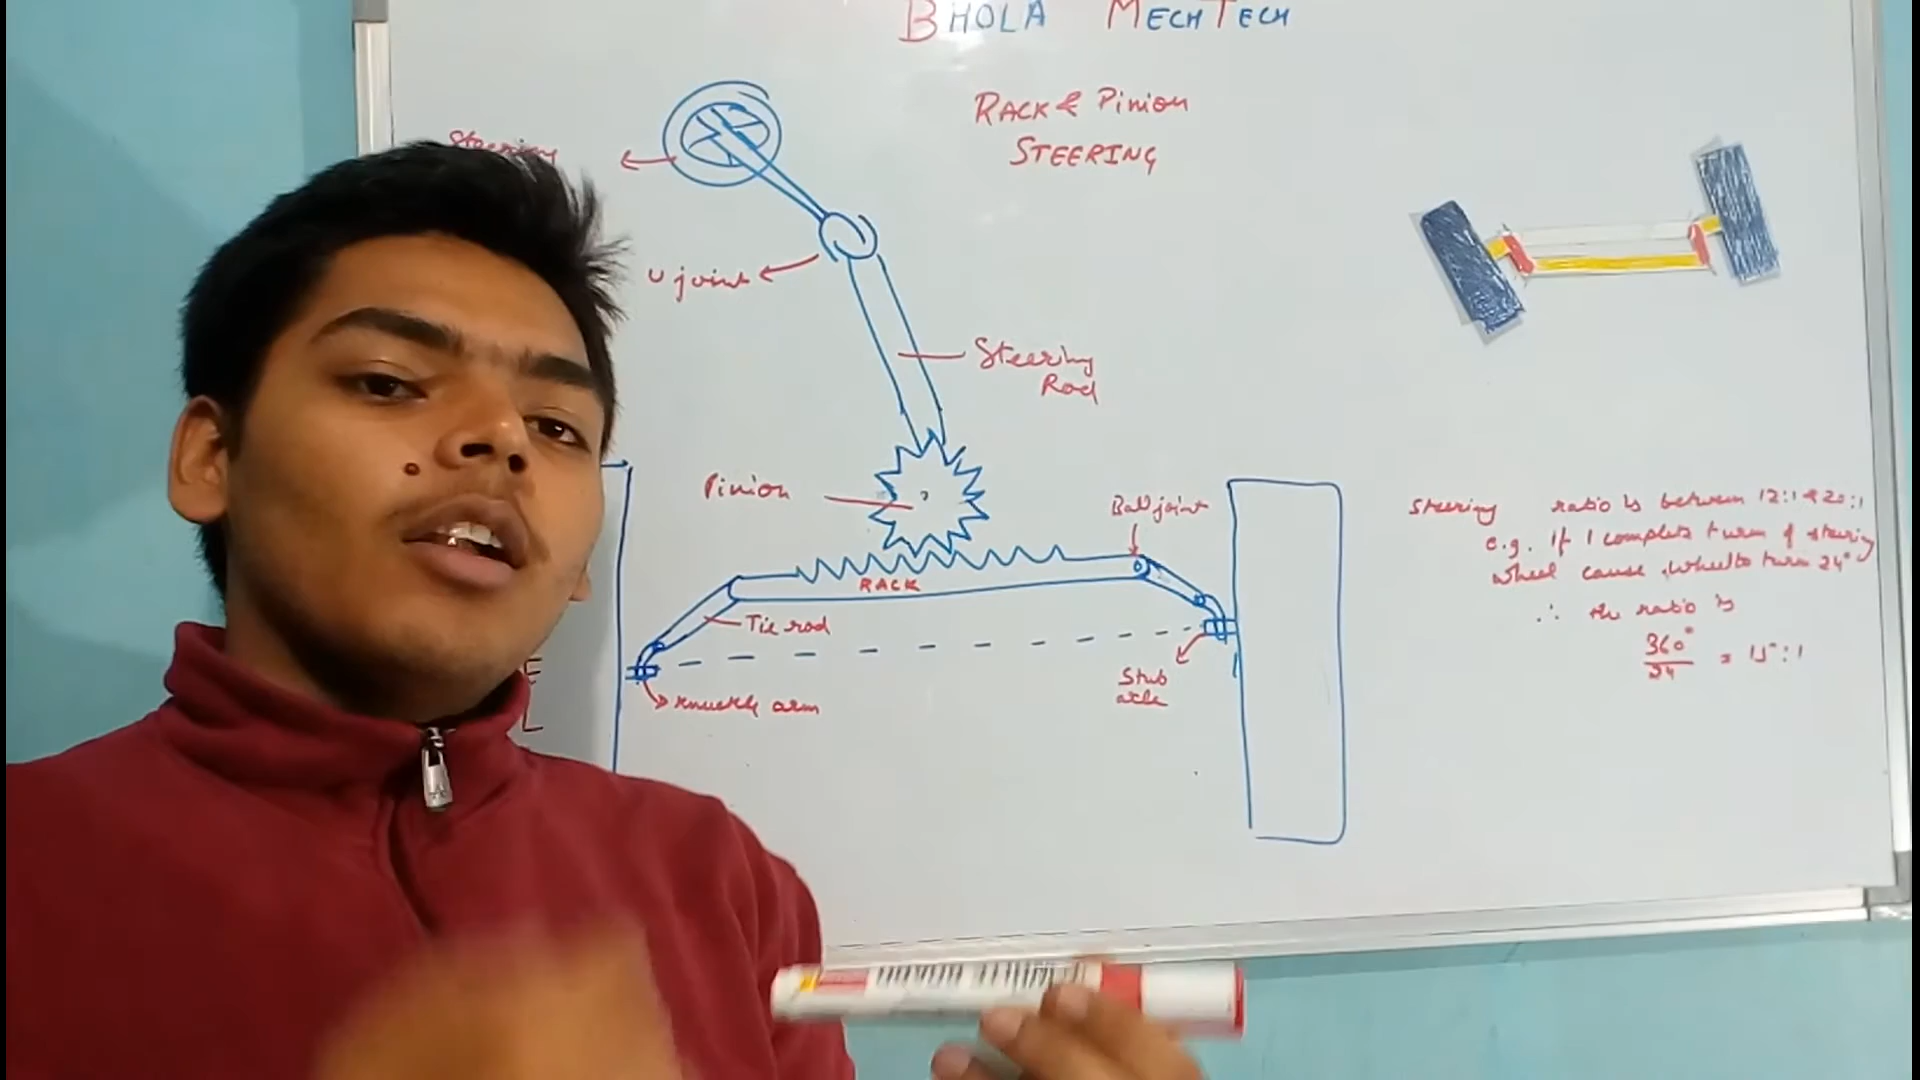 BHOLA MECHTECH
RACK & Pinion
STEERING
Steering
U joint
Steering
Rod
Pinion
Ball joint
RACK
Tie rod
Knuckle arm
Stub
axle
E
L
Steering ratio is between 12:1 & 20:1
e.g. If 1 complete turn of steering
wheel cause wheel to turn 24°
∴ the ratio is
360°
24
= 15:1